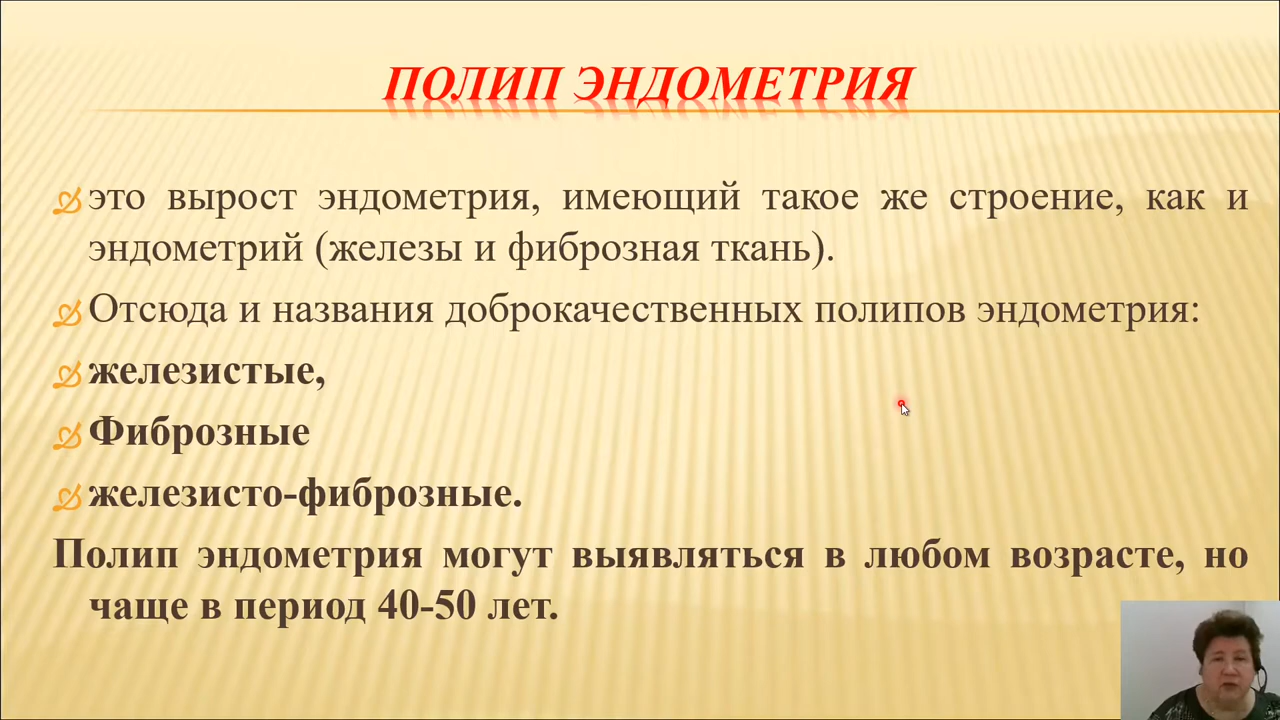 ПОЛИП ЭНДОМЕТРИЯ
это вырост эндометрия, имеющий такое же строение, как и
эндометрий (железы и фиброзная ткань).
Отсюда и названия доброкачественных полипов эндометрия:
железистые,
Фиброзные
железисто-фиброзные.
Полип эндометрия могут выявляться в любом возрасте, но
чаще в период 40-50 лет.